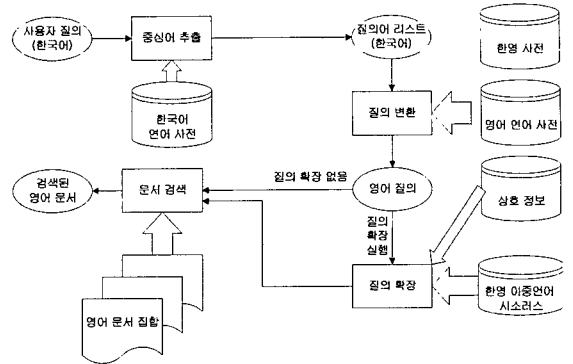 사용자 질의
(한국어)
중심어 추출
질의어 리스트
(한국어)
한영 사전
한국어
연어 사전
질의 변환
영어 연어 사전
검색된
영어 문서
문서 검색
질의 확장 없음
영어 질의
상호 정보
질의
확장
실행
질의 확장
한영 이중언어
시소러스
영어 문서 집합